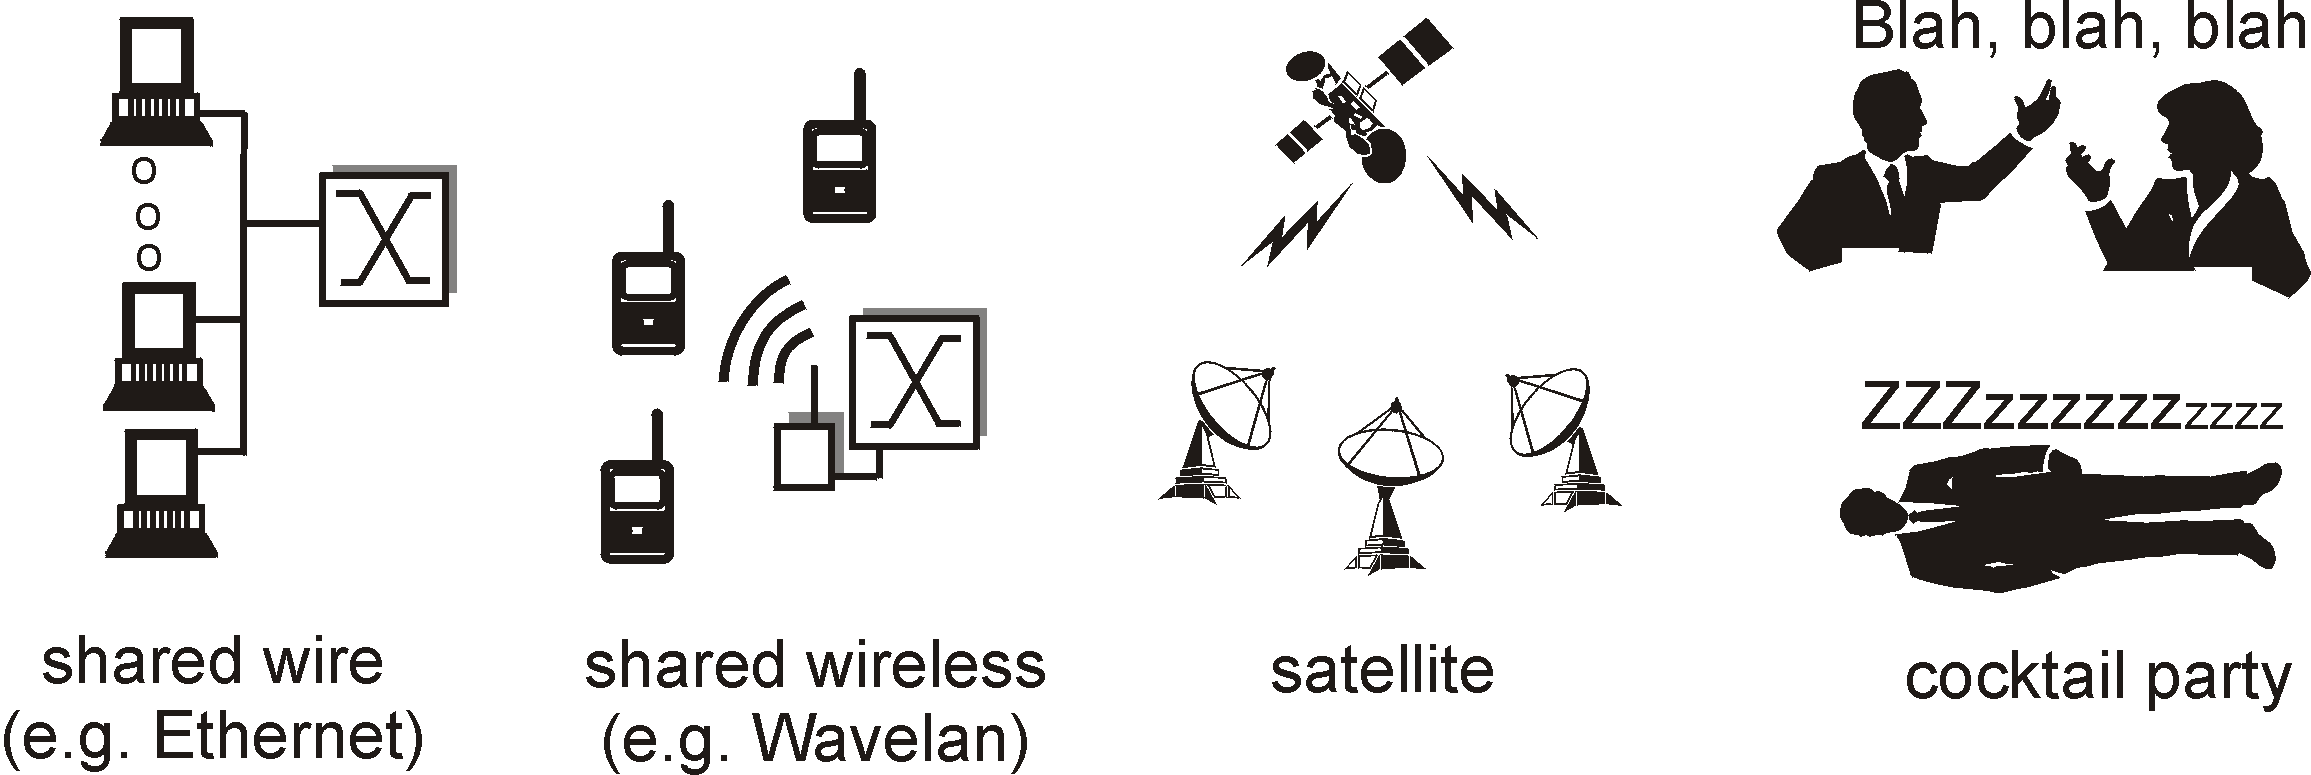 Blah, blah, blah
ZZZzzzzzzzzzz
shared wire
(e.g. Ethernet)
shared wireless
(e.g. Wavelan)
satellite
cocktail party